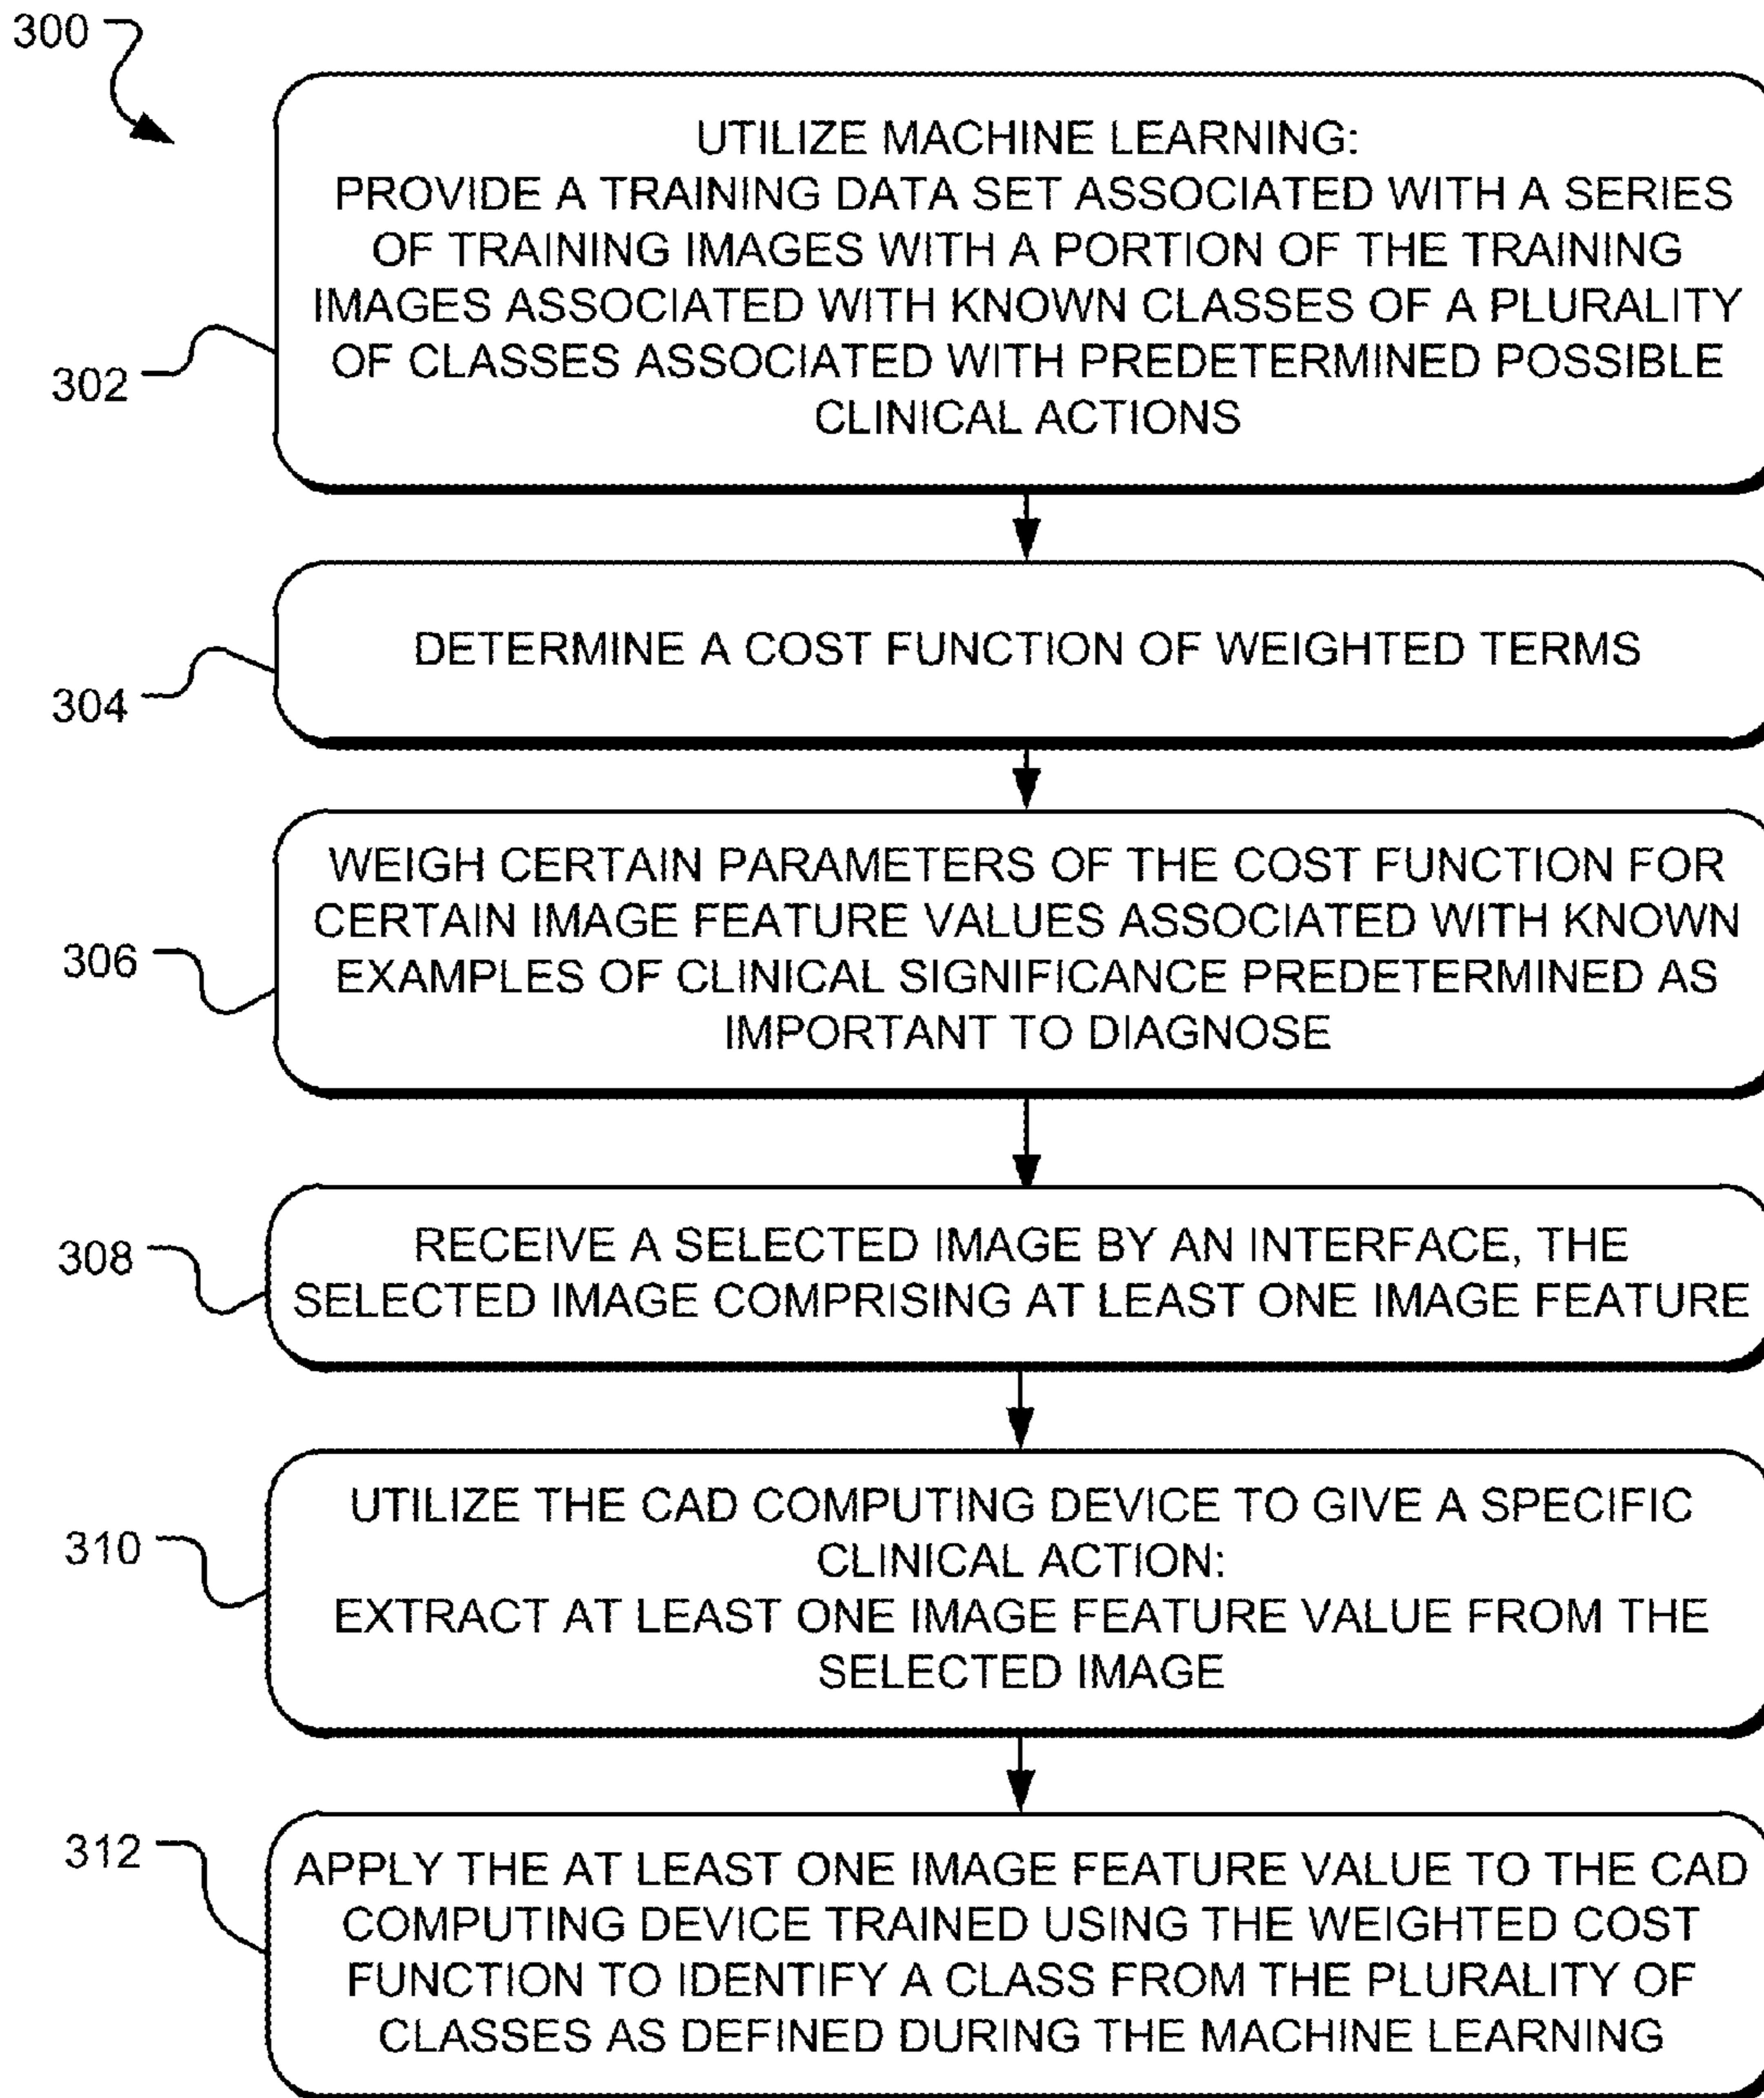 300
UTILIZE MACHINE LEARNING:
PROVIDE A TRAINING DATA SET ASSOCIATED WITH A SERIES
OF TRAINING IMAGES WITH A PORTION OF THE TRAINING
IMAGES ASSOCIATED WITH KNOWN CLASSES OF A PLURALITY
OF CLASSES ASSOCIATED WITH PREDETERMINED POSSIBLE
CLINICAL ACTIONS
302
DETERMINE A COST FUNCTION OF WEIGHTED TERMS
304
WEIGH CERTAIN PARAMETERS OF THE COST FUNCTION FOR
CERTAIN IMAGE FEATURE VALUES ASSOCIATED WITH KNOWN
EXAMPLES OF CLINICAL SIGNIFICANCE PREDETERMINED AS
IMPORTANT TO DIAGNOSE
306
RECEIVE A SELECTED IMAGE BY AN INTERFACE, THE
SELECTED IMAGE COMPRISING AT LEAST ONE IMAGE FEATURE
308
UTILIZE THE CAD COMPUTING DEVICE TO GIVE A SPECIFIC
CLINICAL ACTION:
EXTRACT AT LEAST ONE IMAGE FEATURE VALUE FROM THE
SELECTED IMAGE
310
APPLY THE AT LEAST ONE IMAGE FEATURE VALUE TO THE CAD
COMPUTING DEVICE TRAINED USING THE WEIGHTED COST
FUNCTION TO IDENTIFY A CLASS FROM THE PLURALITY OF
CLASSES AS DEFINED DURING THE MACHINE LEARNING
312